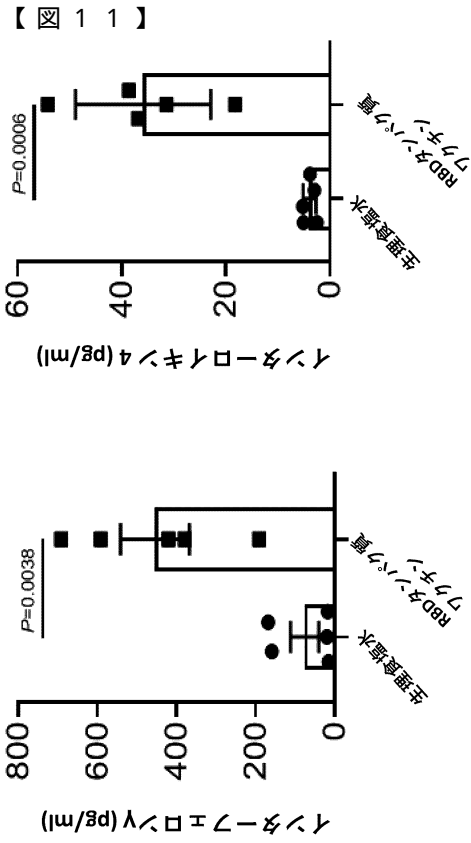 【図11】
P=0.0006
60
40
20
0
インターロイキン4 (pg/ml)
生理食塩水
RBDタンパク質
ワクチン
P=0.0038
800
600
400
200
0
インターフェロンγ (pg/ml)
生理食塩水
RBDタンパク質
ワクチン